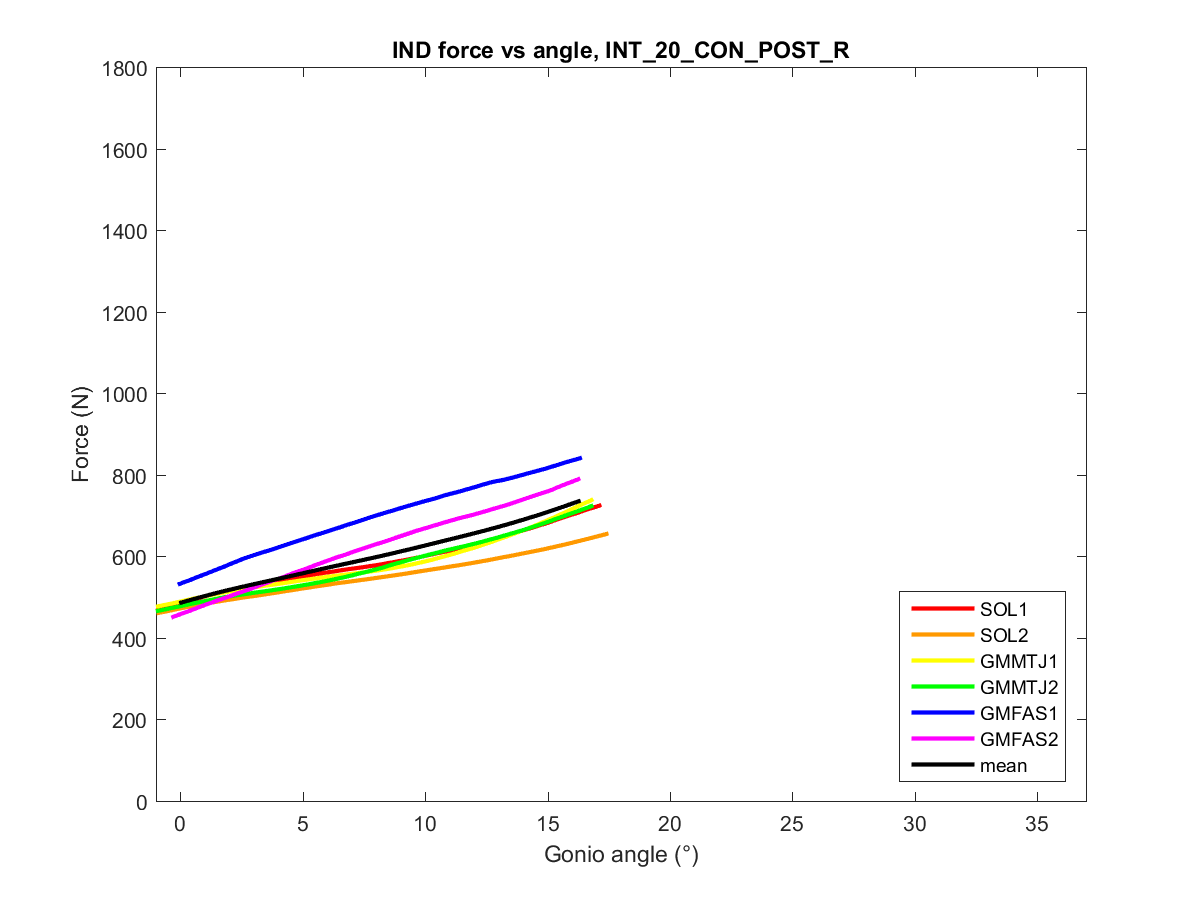 IND force vs angle, INT_20_CON_POST_R
1800
1600
1400
1200
1000
800
600
400
200
0
Force (N)
0 5 10 15 20 25 30 35
Gonio angle (°)
SOL1
SOL2
GMMTJ1
GMMTJ2
GMFAS1
GMFAS2
mean